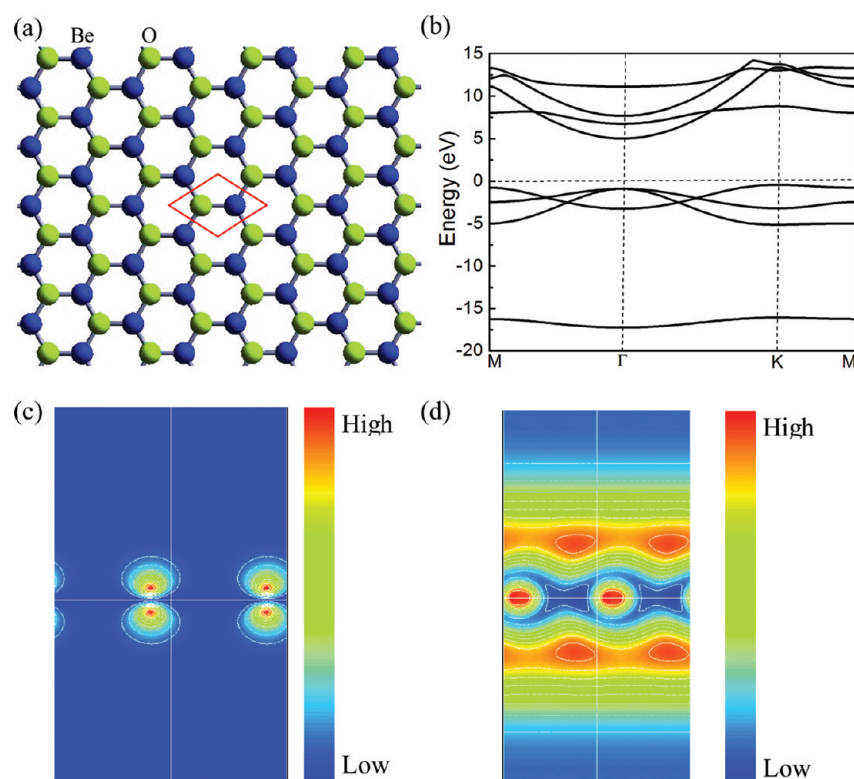 (a)
Be
O
(b)
Energy (eV)
15
10
5
0
-5
-10
-15
-20
M
Γ
K
M
(c)
High
Low
(d)
High
Low